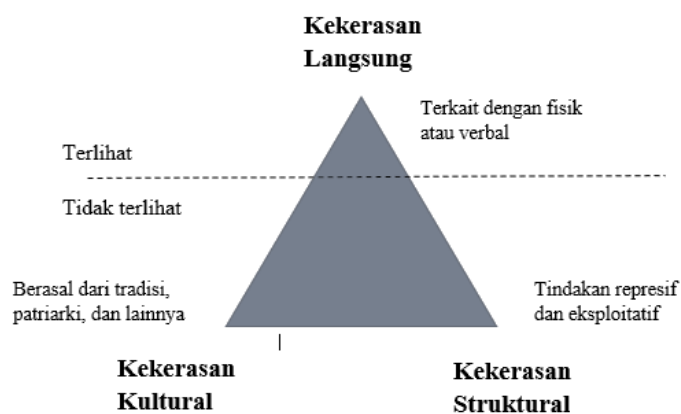 Kekerasan
Langsung
Terkait dengan fisik
atau verbal
Terlihat
Tidak terlihat
Berasal dari tradisi,
patriarki, dan lainnya
Tindakan represif
dan eksploitatif
Kekerasan
Kultural
Kekerasan
Struktural